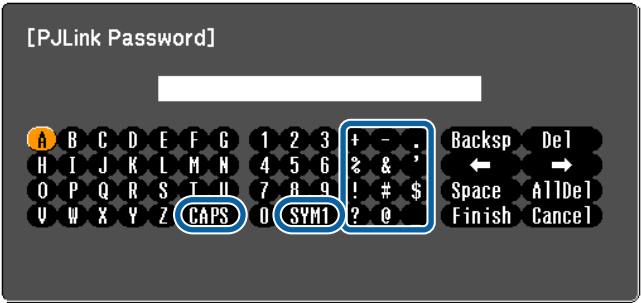 [PJLink Password]
A B C D E F G 1 2 3 + - . Backsp Del
H I J K L M N 4 5 6 % & ' ← →
O P Q R S T U 7 8 9 ! # $ Space AllDel
V W X Y Z CAPS 0 SYM1 ? @ Finish Cancel